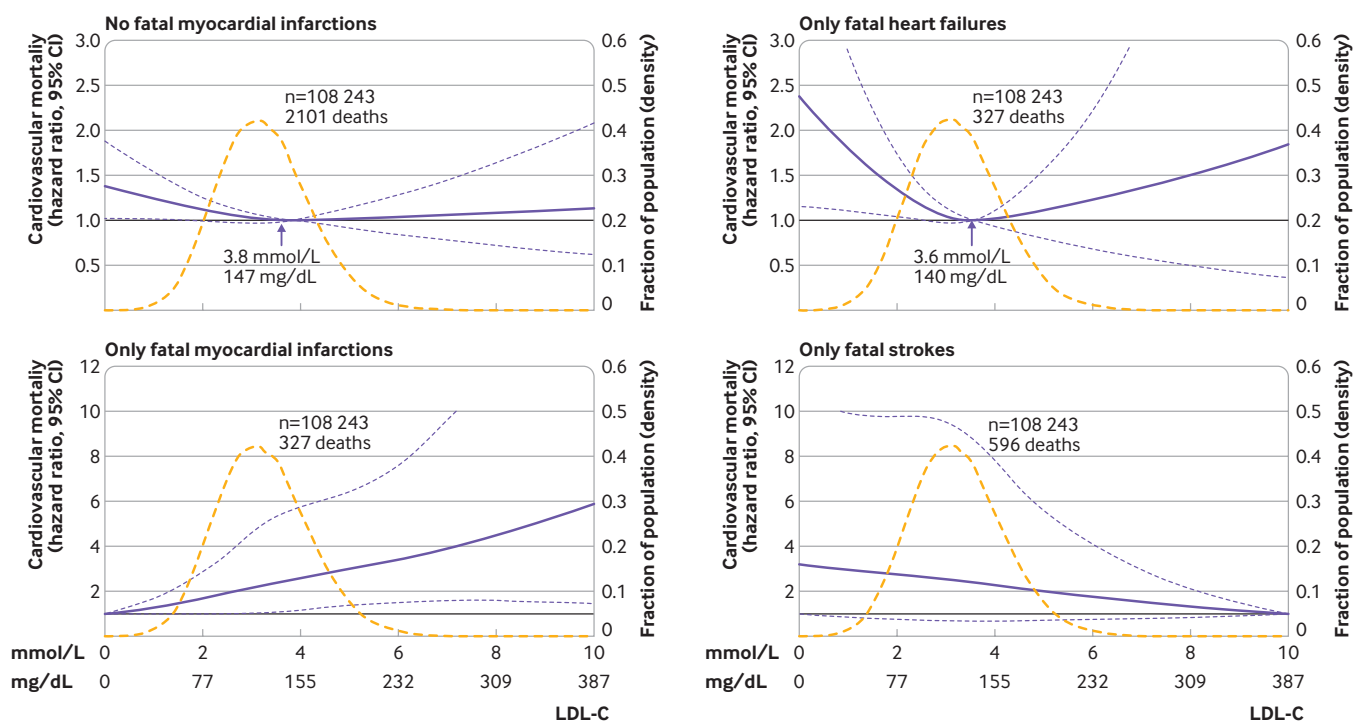 No fatal myocardial infarctions
Cardiovascular mortaliy
(hazard ratio, 95% CI)
3.0
2.5
2.0
1.5
1.0
0.5
n=108 243
2101 deaths
3.8 mmol/L
147 mg/dL
0.6
0.5
0.4
0.3
0.2
0.1
0
Fraction of population (density)
Only fatal heart failures
Cardiovascular mortaliy
(hazard ratio, 95% CI)
3.0
2.5
2.0
1.5
1.0
0.5
n=108 243
327 deaths
3.6 mmol/L
140 mg/dL
0.6
0.5
0.4
0.3
0.2
0.1
0
Fraction of population (density)
Only fatal myocardial infarctions
Cardiovascular mortaliy
(hazard ratio, 95% CI)
12
10
8
6
4
2
n=108 243
327 deaths
0.6
0.5
0.4
0.3
0.2
0.1
0
Fraction of population (density)
mmol/L 0 2 4 6 8 10
mg/dL 0 77 155 232 309 387
LDL-C
Only fatal strokes
Cardiovascular mortaliy
(hazard ratio, 95% CI)
12
10
8
6
4
2
n=108 243
596 deaths
0.6
0.5
0.4
0.3
0.2
0.1
0
Fraction of population (density)
mmol/L 0 2 4 6 8 10
mg/dL 0 77 155 232 309 387
LDL-C